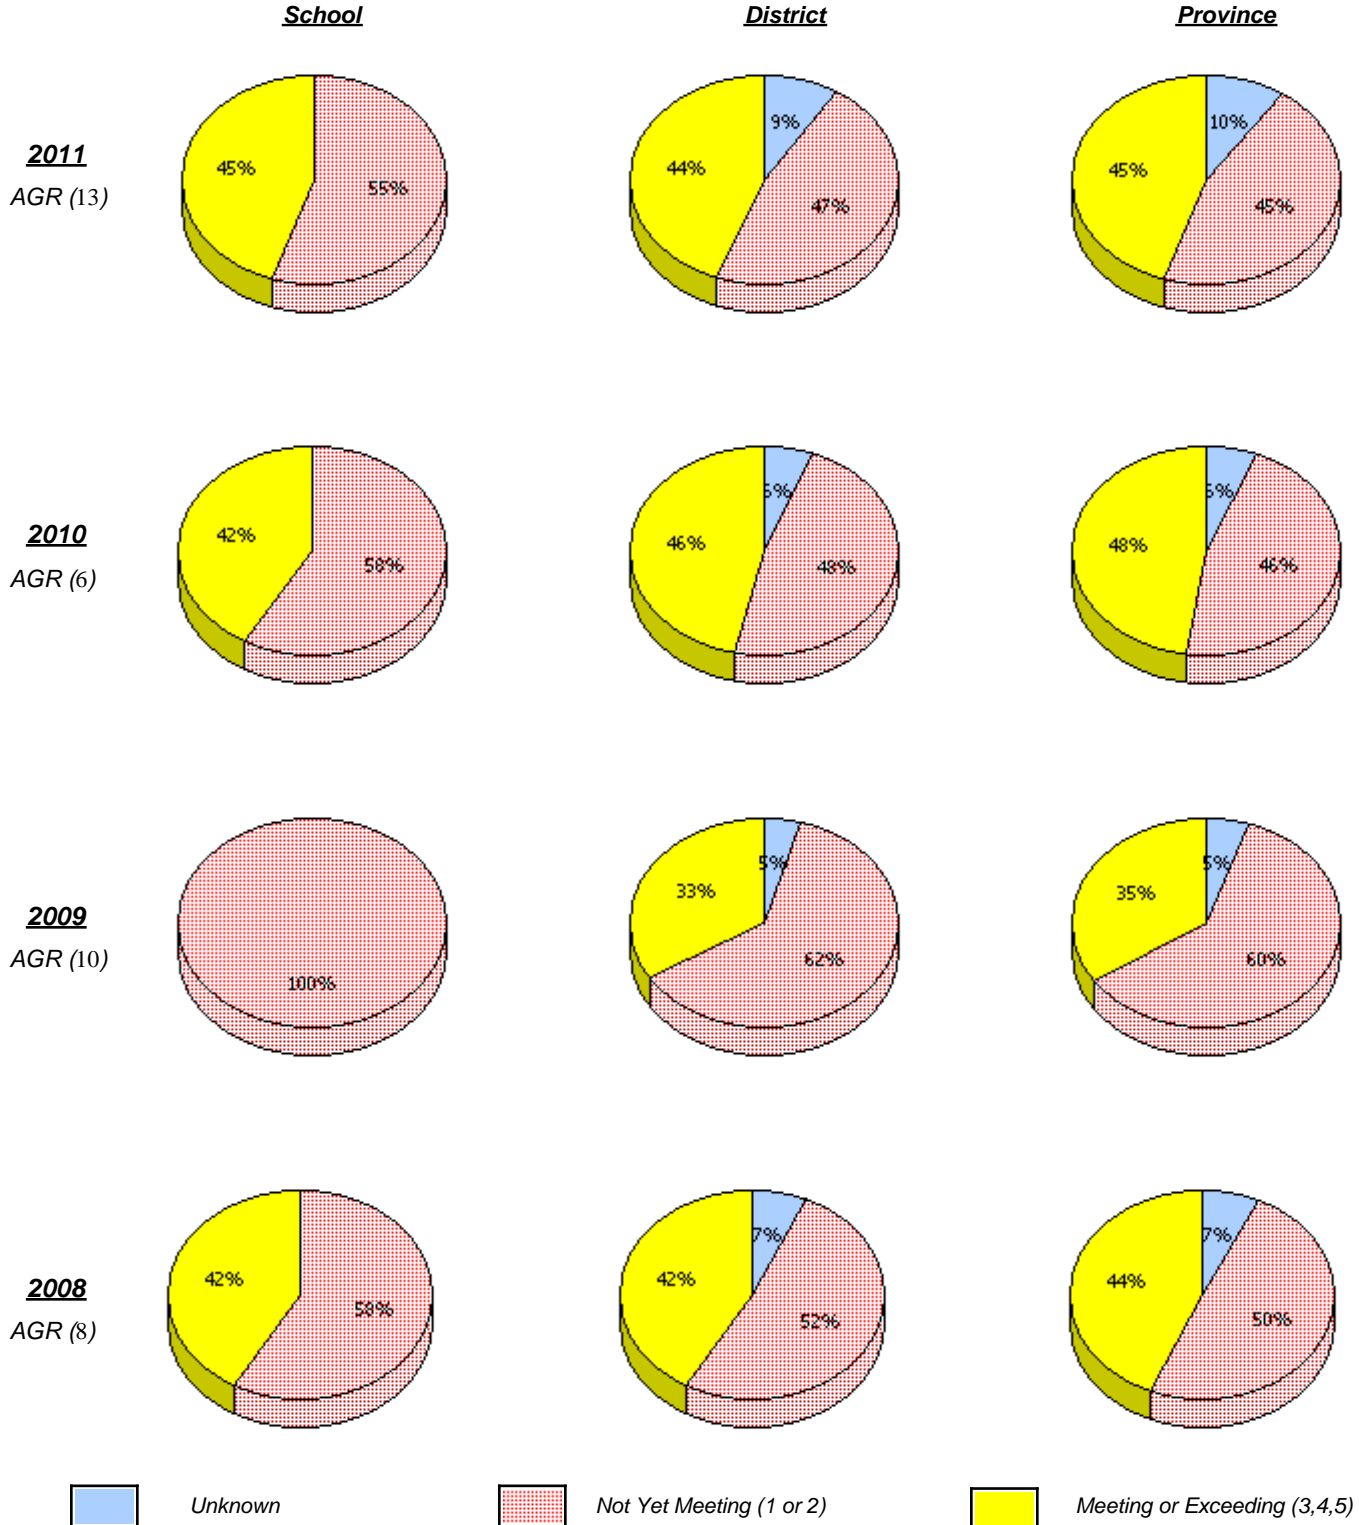 School District Province
2011
AGR (13)
45% 55% 44% 9% 47% 45% 10% 45%
2010
AGR (6)
42% 58% 46% 48% 48% 46%
2009
AGR (10)
100% 33% 5% 62% 35% 5% 60%
2008
AGR (8)
42% 58% 42% 7% 52% 44% 7% 50%
Unknown Not Yet Meeting (1 or 2) Meeting or Exceeding (3,4,5)